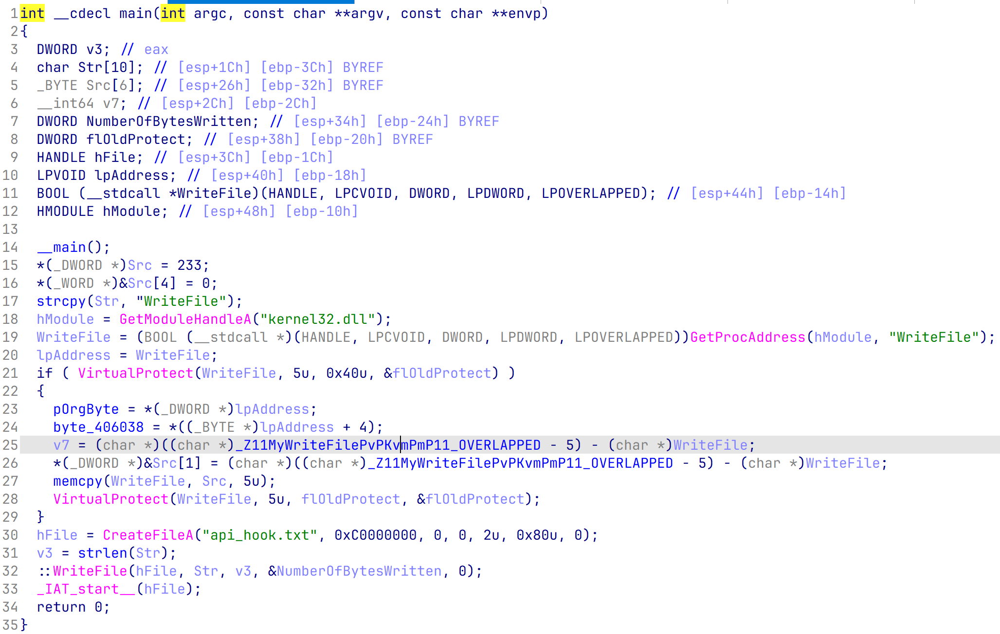 1 int __cdecl main(int argc, const char **argv, const char **envp)
2 {
3   DWORD v3; // eax
4   char Str[10]; // [esp+1Ch] [ebp-3Ch] BYREF
5   _BYTE Src[6]; // [esp+26h] [ebp-32h] BYREF
6   __int64 v7; // [esp+2Ch] [ebp-2Ch]
7   DWORD NumberOfBytesWritten; // [esp+34h] [ebp-24h] BYREF
8   DWORD flOldProtect; // [esp+38h] [ebp-20h] BYREF
9   HANDLE hFile; // [esp+3Ch] [ebp-1Ch]
10   LPVOID lpAddress; // [esp+40h] [ebp-18h]
11   BOOL (__stdcall *WriteFile)(HANDLE, LPCVOID, DWORD, LPDWORD, LPOVERLAPPED); // [esp+44h] [ebp-14h]
12   HMODULE hModule; // [esp+48h] [ebp-10h]
13
14   __main();
15   *(_DWORD *)Src = 233;
16   *(_WORD *)&Src[4] = 0;
17   strcpy(Str, "WriteFile");
18   hModule = GetModuleHandleA("kernel32.dll");
19   WriteFile = (BOOL (__stdcall *)(HANDLE, LPCVOID, DWORD, LPDWORD, LPOVERLAPPED))GetProcAddress(hModule, "WriteFile");
20   lpAddress = WriteFile;
21   if ( VirtualProtect(WriteFile, 5u, 0x40u, &flOldProtect) )
22   {
23     pOrgByte = *(_DWORD *)lpAddress;
24     byte_406038 = *((_BYTE *)lpAddress + 4);
25     v7 = (char *)((char *)_Z11MyWriteFilePvPKvmPmP11_OVERLAPPED - 5) - (char *)WriteFile;
26     *(_DWORD *)&Src[1] = (char *)((char *)_Z11MyWriteFilePvPKvmPmP11_OVERLAPPED - 5) - (char *)WriteFile;
27     memcpy(WriteFile, Src, 5u);
28     VirtualProtect(WriteFile, 5u, flOldProtect, &flOldProtect);
29   }
30   hFile = CreateFileA("api_hook.txt", 0xC0000000, 0, 0, 2u, 0x80u, 0);
31   v3 = strlen(Str);
32   ::WriteFile(hFile, Str, v3, &NumberOfBytesWritten, 0);
33   _IAT_start__(hFile);
34   return 0;
35 }